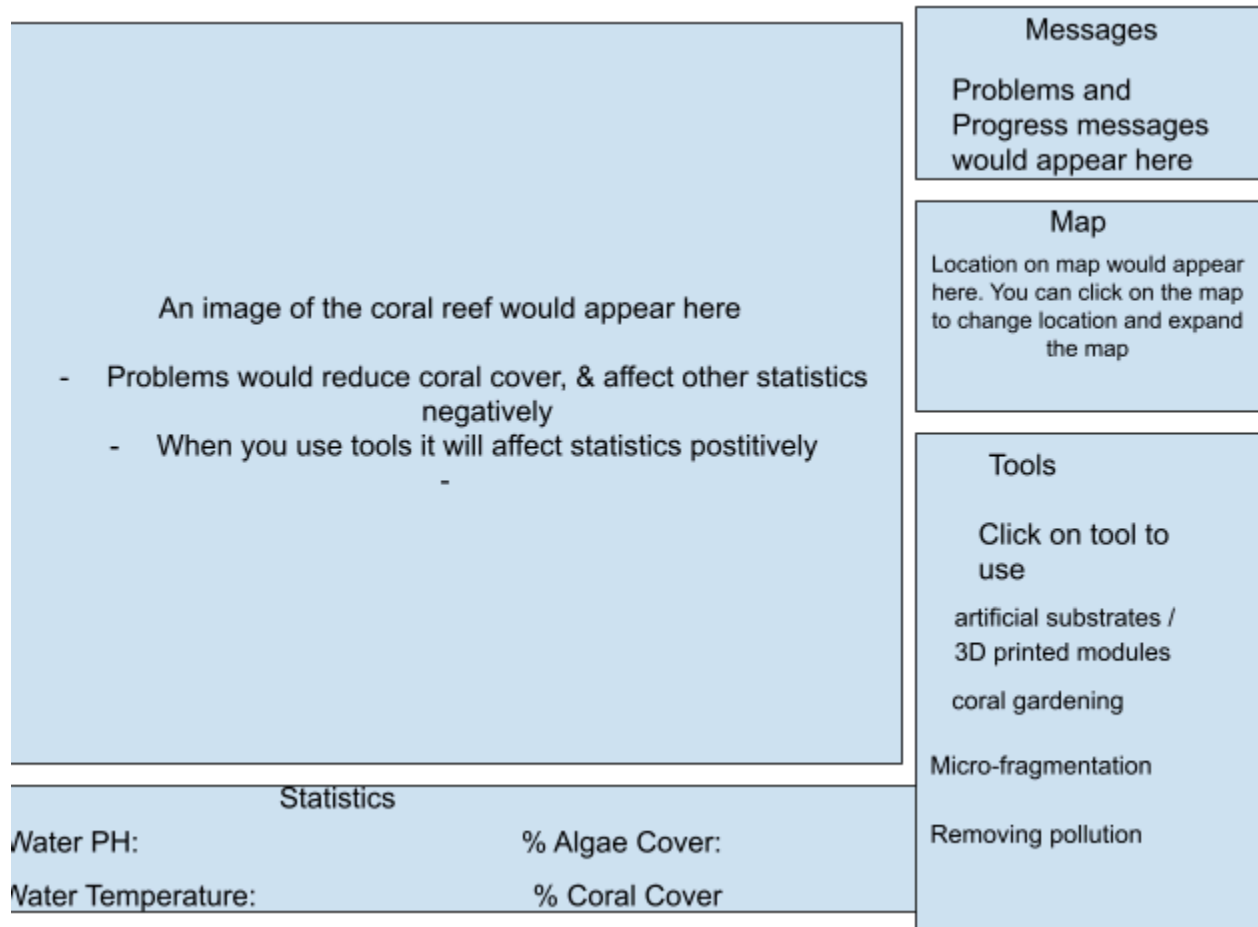 An image of the coral reef would appear here
- Problems would reduce coral cover, & affect other statistics
negatively
- When you use tools it will affect statistics postitively
-
Messages
Problems and
Progress messages
would appear here
Map
Location on map would appear
here. You can click on the map
to change location and expand
the map
Tools
Click on tool to
use
artificial substrates /
3D printed modules
coral gardening
Micro-fragmentation
Removing pollution
Statistics
Water PH:
% Algae Cover:
Water Temperature:
% Coral Cover